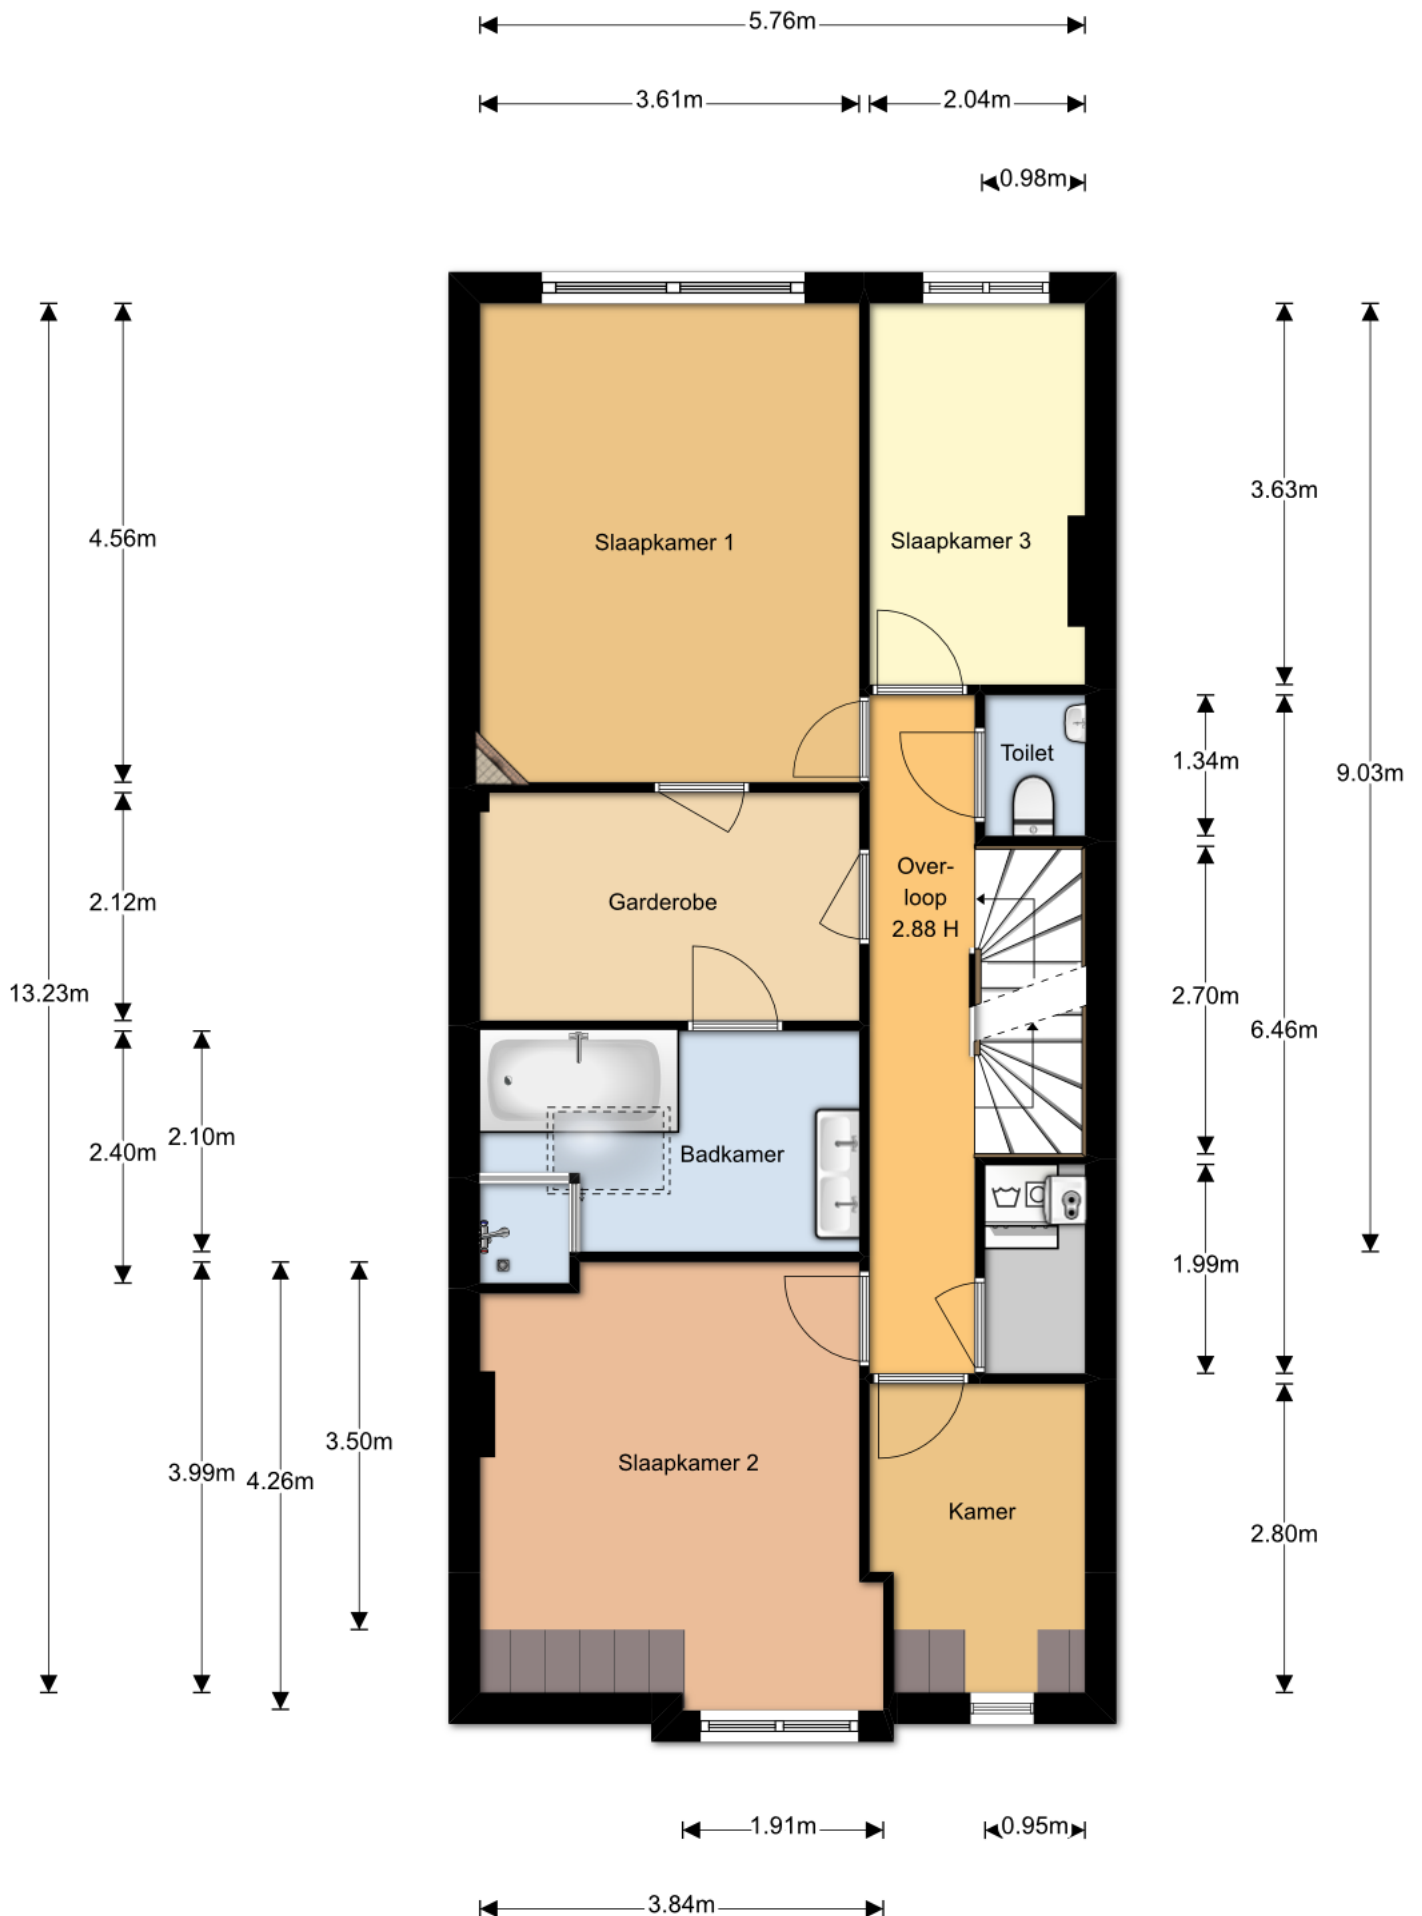 5.76m
3.61m
2.04m
0.98m
Slaapkamer 1
Slaapkamer 3
Toilet
Over-
loop
2.88 H
Garderobe
Badkamer
Slaapkamer 2
Kamer
4.56m
2.12m
13.23m
2.40m
2.10m
3.99m
4.26m
3.50m
3.63m
1.34m
9.03m
2.70m
6.46m
1.99m
2.80m
1.91m
0.95m
3.84m